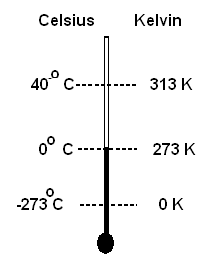 Celsius Kelvin
40°C 313 K
0°C 273 K
-273°C 0 K